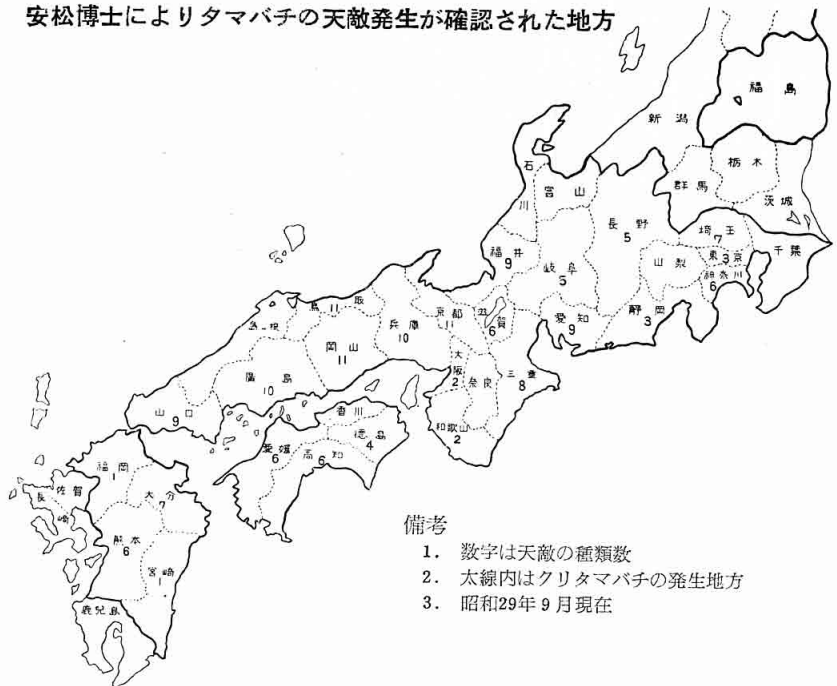 安松博士によりタマバチの天敵発生が確認された地方
福島
新潟
栃木
群馬
茨城
石川
富山
長野
5
埼玉
7
東京
3
千葉
山梨
神奈川
6
福井
9
岐阜
5
静岡
3
愛知
9
滋賀
6
京都
11
兵庫
10
鳥取
11
島根
岡山
11
廣島
10
山口
9
大阪
2
奈良
三重
8
和歌山
2
香川
徳島
4
愛媛
6
高知
6
福岡
1
大分
7
佐賀
長崎
熊本
6
宮崎
1
鹿児島
備考
1. 数字は天敵の種類数
2. 太線内はクリタマバチの発生地方
3. 昭和29年9月現在